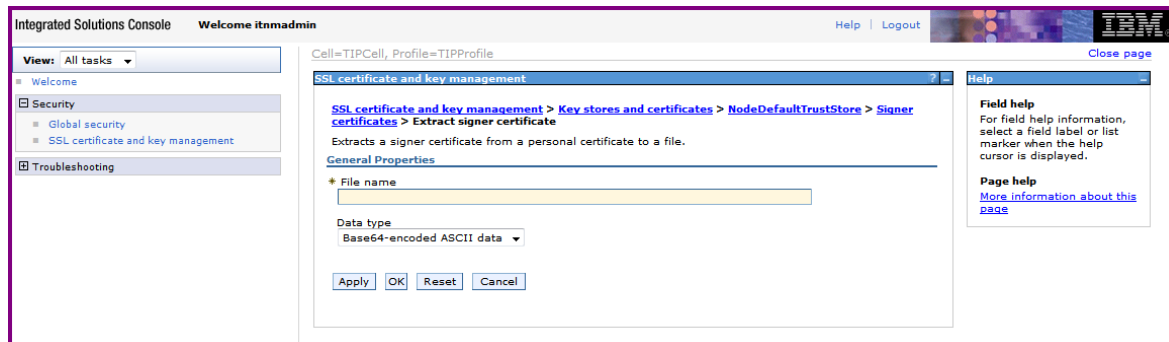 Integrated Solutions Console Welcome itnmadmin Help | Logout IBM.
View: All tasks
Welcome
Security
Global security
SSL certificate and key management
Troubleshooting
Cell=TIPCell, Profile=TIPProfile
Close page
SSL certificate and key management ? -
SSL certificate and key management > Key stores and certificates > NodeDefaultTrustStore > Signer
certificates > Extract signer certificate
Extracts a signer certificate from a personal certificate to a file.
General Properties
* File name
Data type
Base64-encoded ASCII data
Apply OK Reset Cancel
Help
Field help
For field help information,
select a field label or list
marker when the help
cursor is displayed.
Page help
More information about this
page